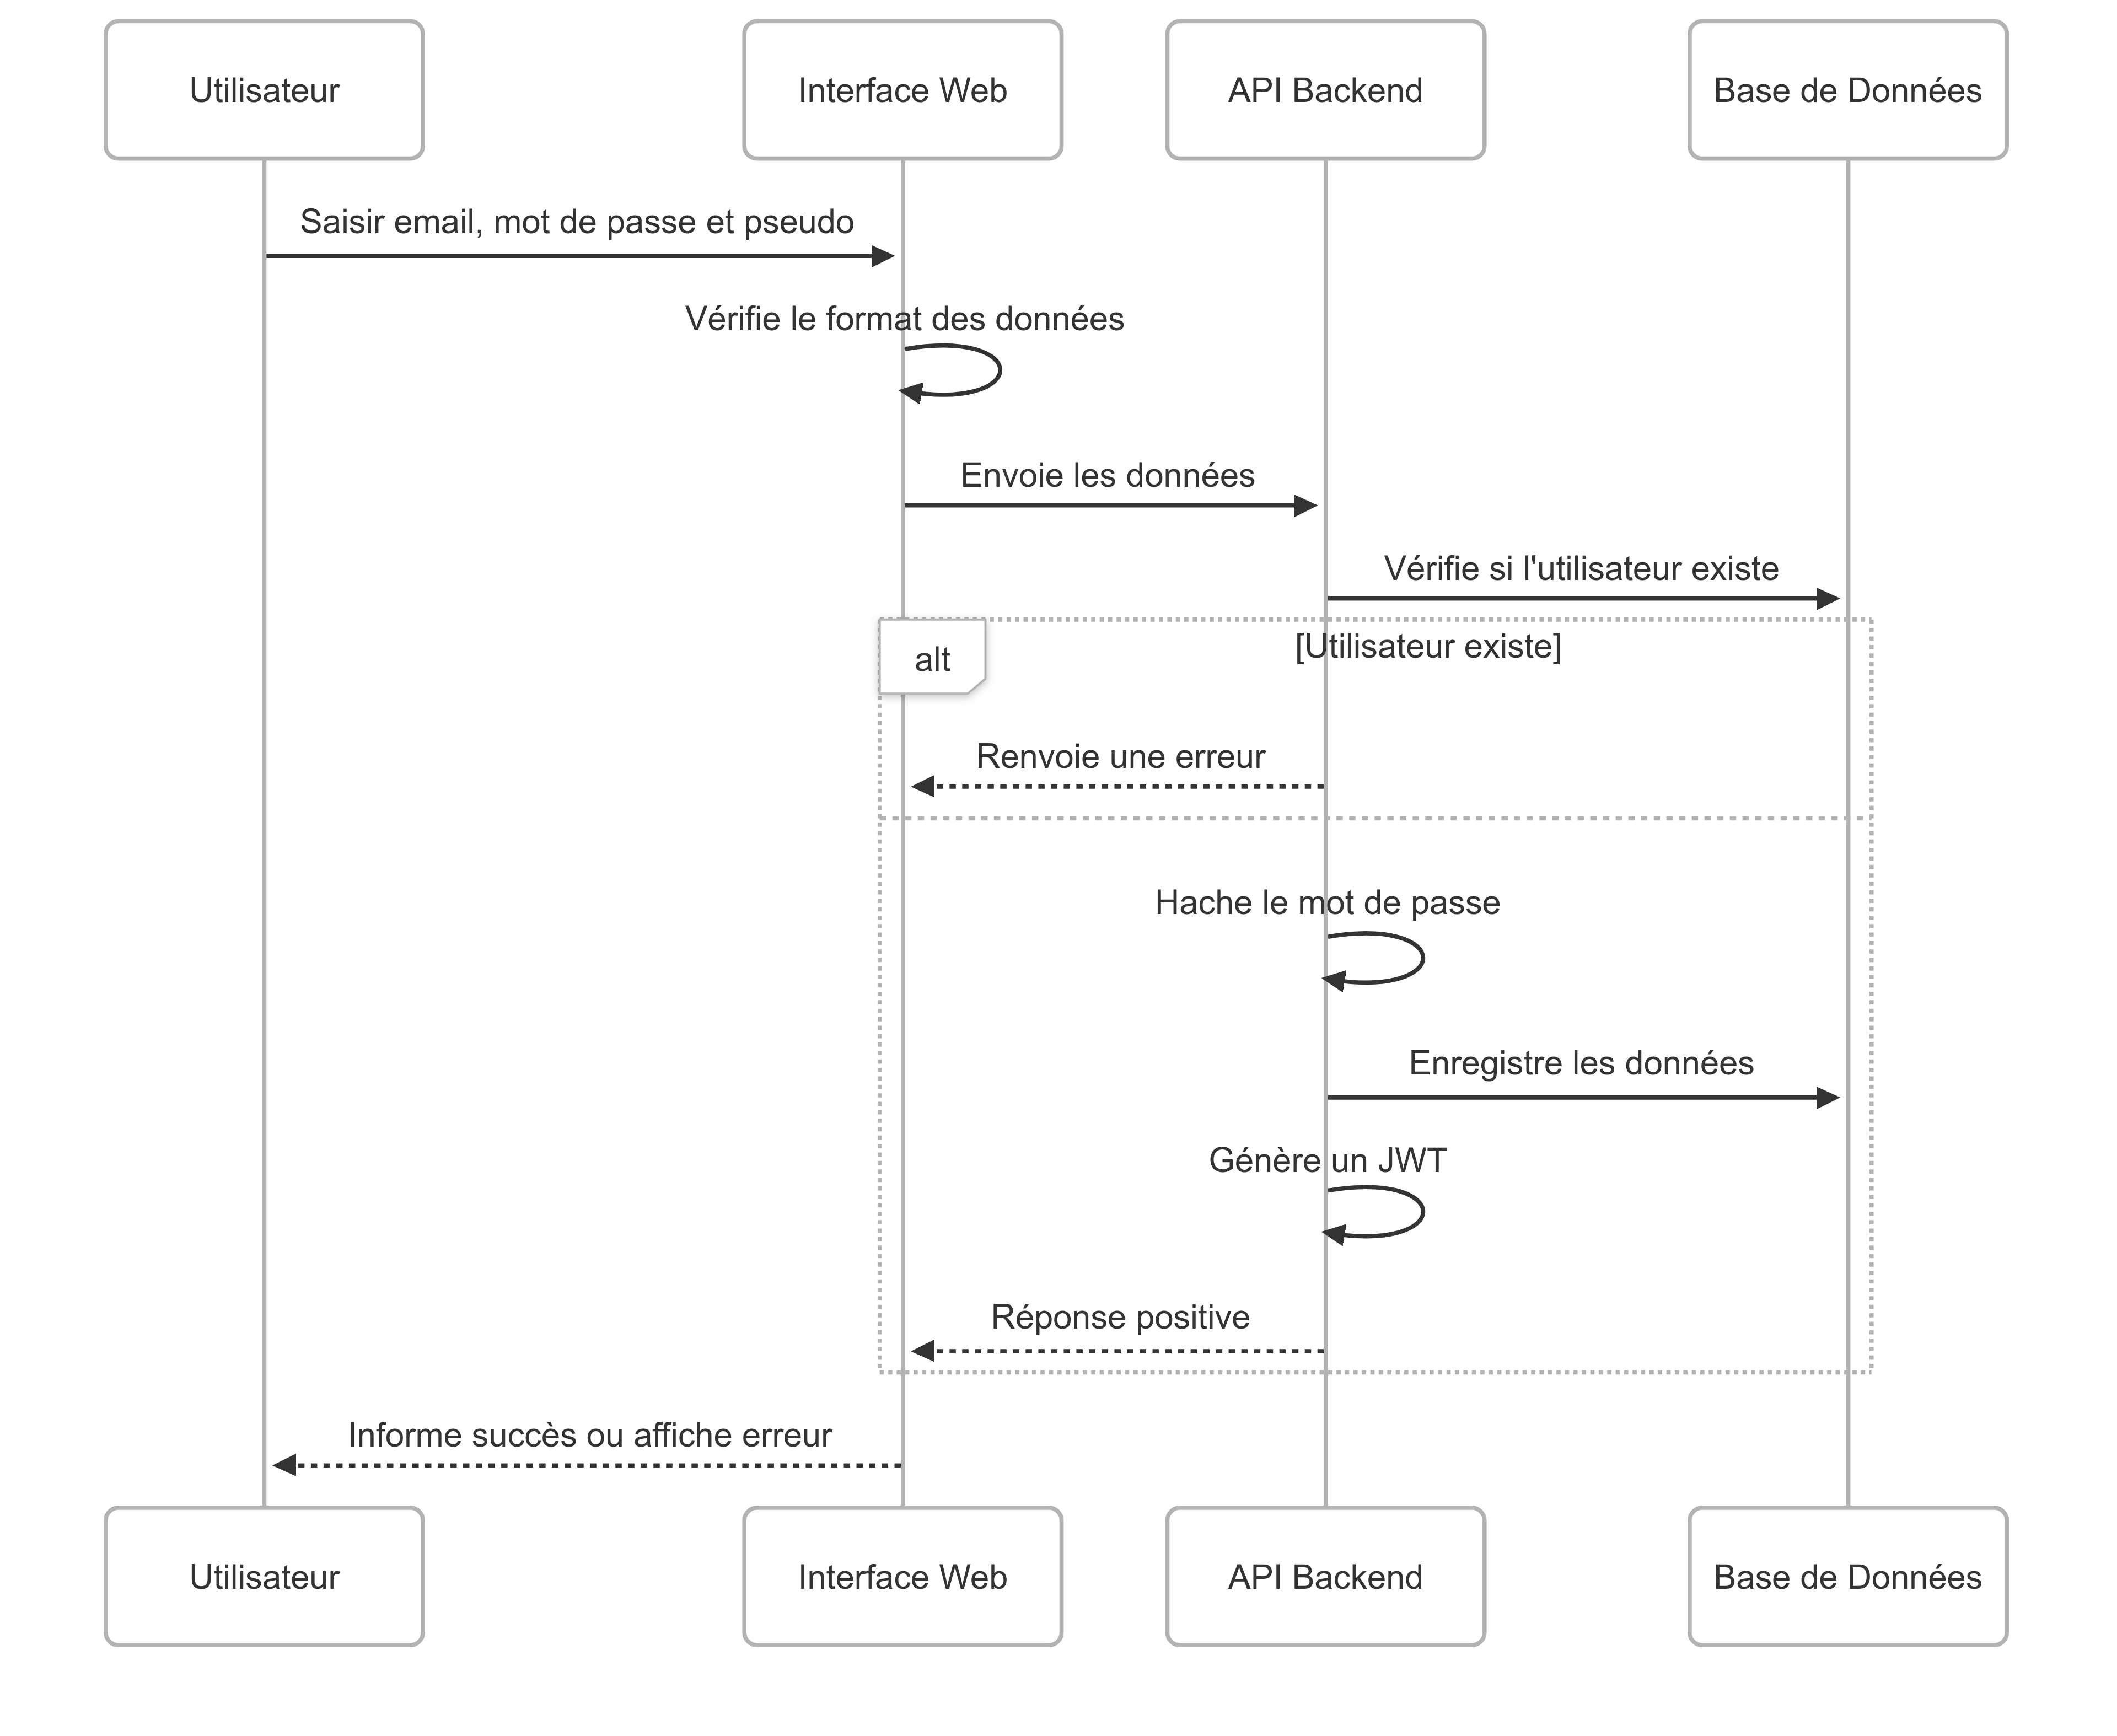 Utilisateur
Interface Web
API Backend
Base de Données
Saisir email, mot de passe et pseudo
Vérifie le format des données
Envoie les données
Vérifie si l'utilisateur existe
alt
[Utilisateur existe]
Renvoie une erreur
Hache le mot de passe
Enregistre les données
Génère un JWT
Réponse positive
Informe succès ou affiche erreur
Utilisateur
Interface Web
API Backend
Base de Données